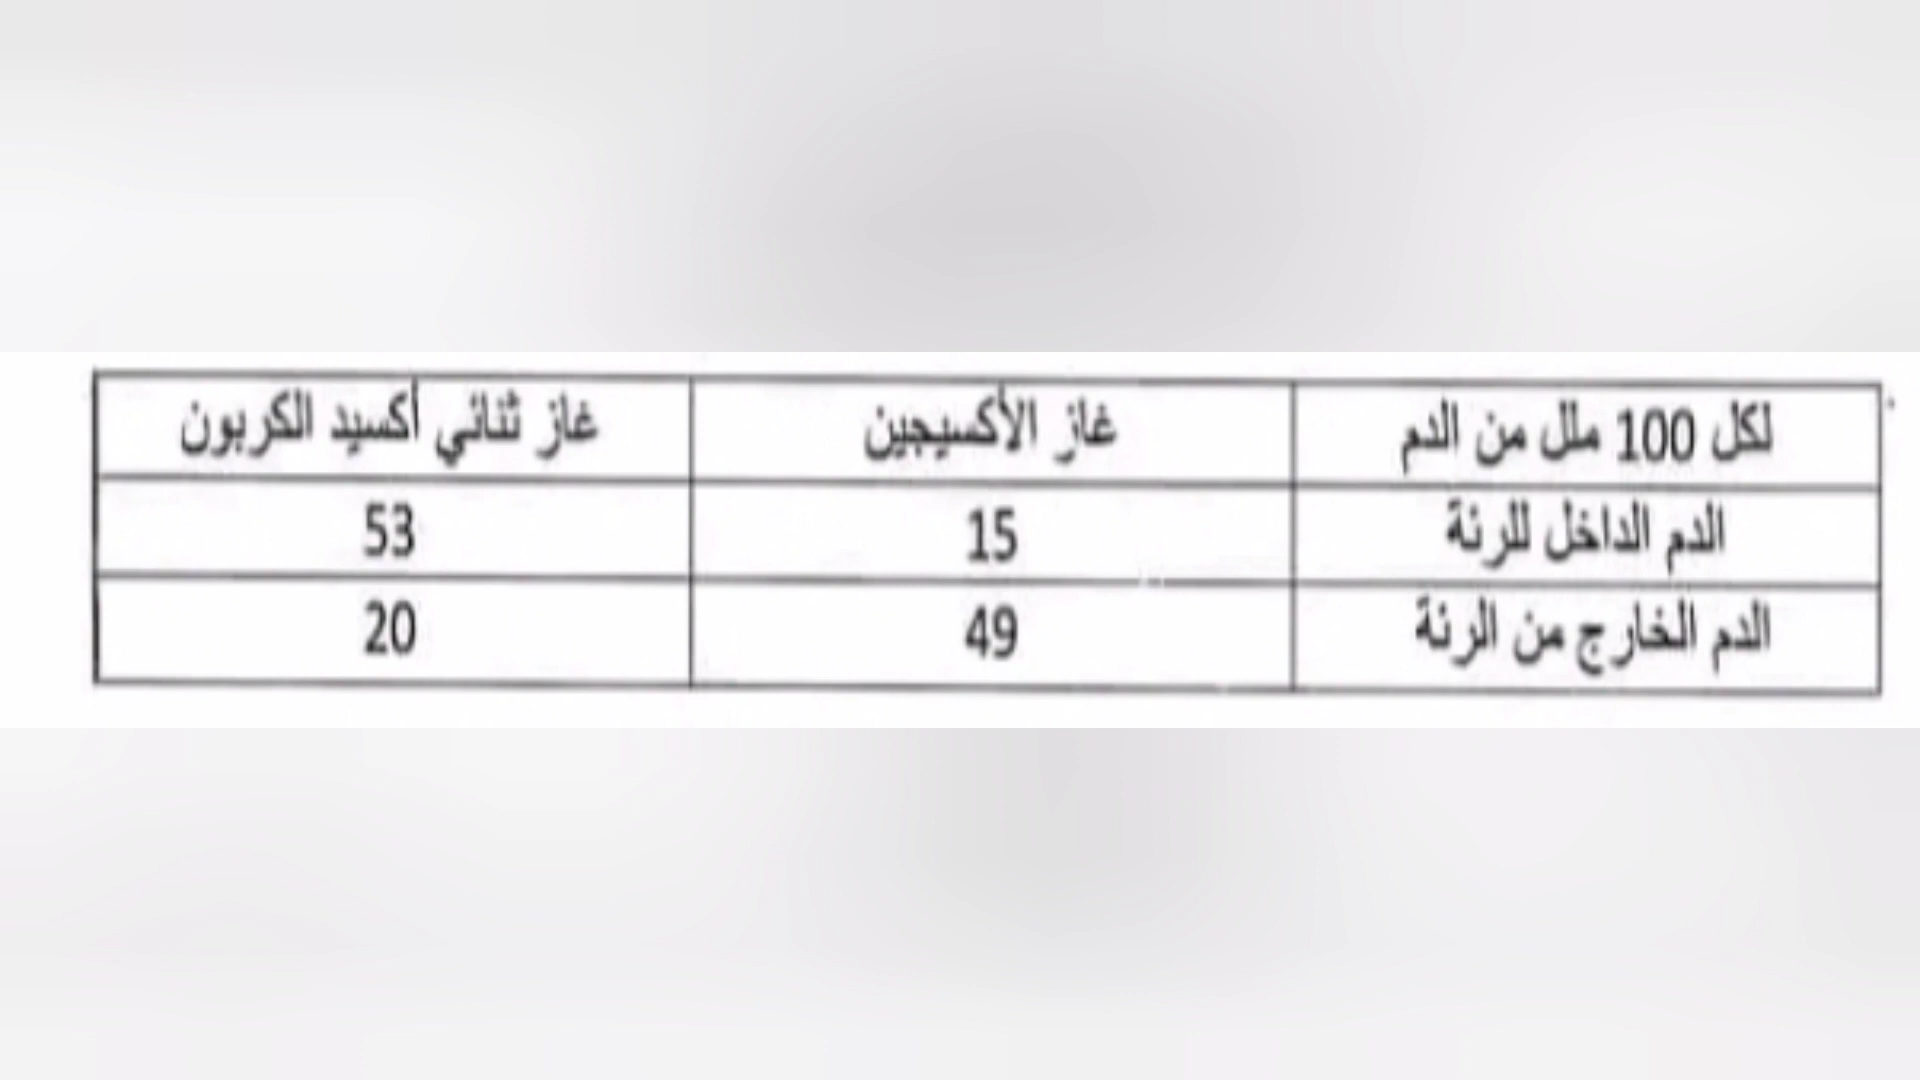 لكل 100 ملل من الدم غاز الأكسيجين غاز ثنائي أكسيد الكربون
الدم الداخل للرئة 15 53
الدم الخارج من الرئة 49 20